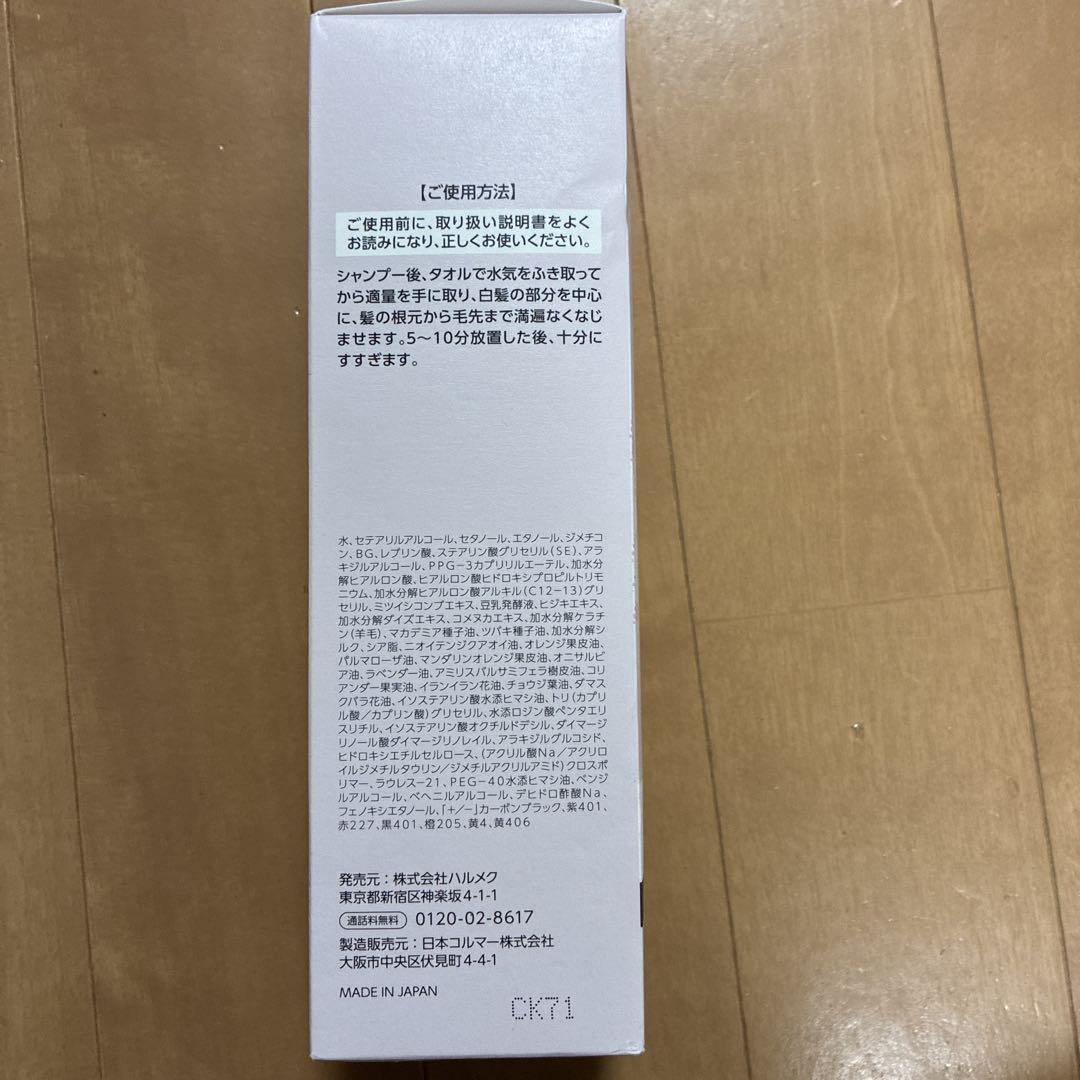 【ご使用方法】
ご使用前に、取り扱い説明書をよく
お読みになり、正しくお使いください。
シャンプー後、タオルで水気をふき取って
から適量を手に取り、白髪の部分を中心
に、髪の根元から毛先まで満遍なくなじ
ませます。5〜10分放置した後、十分に
すすぎます。
水、セテアリルアルコール、セタノール、エタノール、ジメチコ
ン、BG、レブリン酸、ステアリン酸グリセリル(SE)、アラ
キジルアルコール、PPG-3カプリリルエーテル、加水分
解ヒアルロン酸、ヒアルロン酸ヒドロキシプロピルトリモ
ニウム、加水分解ヒアルロン酸アルキル(C12-13)グリ
セリル、ミツイシコンブエキス、豆乳発酵液、ヒジキエキス、
加水分解ダイズエキス、コメヌカエキス、加水分解ケラチ
ン(羊毛)、マカデミア種子油、ツバキ種子油、加水分解シ
ルク、シア脂、ニオイテンジクアオイ油、オレンジ果皮油、
パルマローザ油、マンダリンオレンジ果皮油、オニサルビ
ア油、ラベンダー油、アミリスバルサミフェラ樹皮油、コリ
アンダー果実油、イランイラン花油、チョウジ葉油、ダマス
クバラ花油、イソステアリン酸水添ヒマシ油、トリ(カプリ
ル酸/カプリン酸)グリセリル、水添ロジン酸ペンタエリ
スリチル、イソステアリン酸オクチルドデシル、ダイマージ
リノール酸ダイマージリノレイル、アラキジルグルコシド、
ヒドロキシエチルセルロース、(アクリル酸Na/アクリロ
イルジメチルタウリン/ジメチルアクリルアミド)クロスポ
リマー、ラウレス-21、PEG-40水添ヒマシ油、ベンジ
ルアルコール、ベヘニルアルコール、デヒドロ酢酸Na、
フェノキシエタノール、「+/-」カーボンブラック、紫401、
赤227、黒401、橙205、黄4、黄406
発売元:株式会社ハルメク
東京都新宿区神楽坂4-1-1
通話料無料 0120-02-8617
製造販売元:日本コルマー株式会社
大阪市中央区伏見町4-4-1
MADE IN JAPAN
CK71